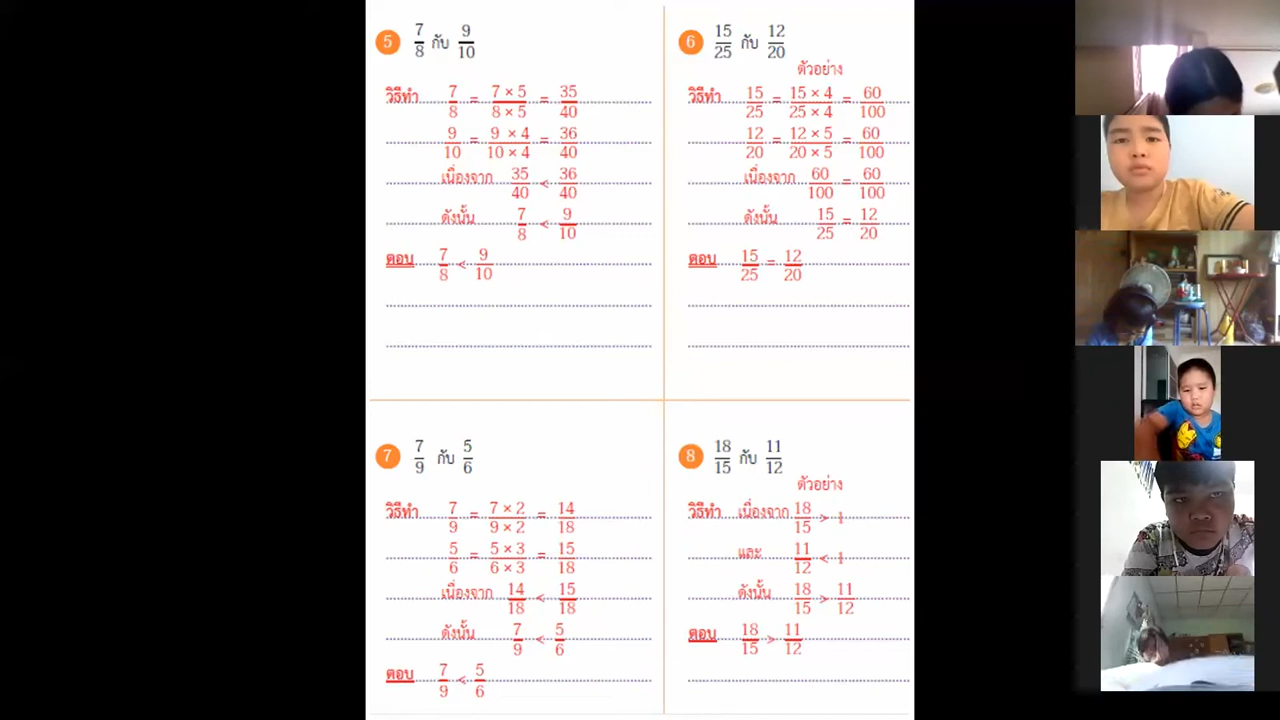 5 7/8 กับ 9/10
วิธีทำ 7/8 = 7 × 5/8 × 5 = 35/40
9/10 = 9 × 4/10 × 4 = 36/40
เนื่องจาก 35/40 < 36/40
ดังนั้น 7/8 < 9/10
ตอบ 7/8 < 9/10
6 15/25 กับ 12/20
ตัวอย่าง
วิธีทำ 15/25 = 15 × 4/25 × 4 = 60/100
12/20 = 12 × 5/20 × 5 = 60/100
เนื่องจาก 60/100 = 60/100
ดังนั้น 15/25 = 12/20
ตอบ 15/25 = 12/20
7 7/9 กับ 5/6
วิธีทำ 7/9 = 7 × 2/9 × 2 = 14/18
5/6 = 5 × 3/6 × 3 = 15/18
เนื่องจาก 14/18 < 15/18
ดังนั้น 7/9 < 5/6
ตอบ 7/9 < 5/6
8 18/15 กับ 11/12
ตัวอย่าง
วิธีทำ เนื่องจาก 18/15 > 1
และ 11/12 < 1
ดังนั้น 18/15 > 11/12
ตอบ 18/15 > 11/12